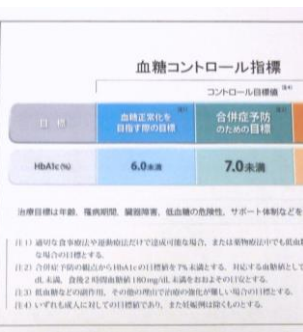 血糖コントロール指標
コントロール目標値 注4)
目標
血糖正常化を
目指す際の目標 注1)
合併症予防
のための目標 注2)
HbA1c(%)
6.0未満
7.0未満
治療目標は年齢、罹病期間、臓器障害、低血糖の危険性、サポート体制などを
注1) 適切な食事療法や運動療法だけで達成可能な場合、または薬物療法中でも低血糖
な場合の目標とする。
注2) 合併症予防の観点からHbA1cの目標値を7%未満とする。対応する血糖値として
dL未満、食後2時間血糖値180mg/dL未満をおおよその目安とする。
注3) 低血糖などの副作用、その他の理由で治療の強化が難しい場合の目標とする。
注4) いずれも成人に対しての目標値であり、また妊娠例は除くものとする。